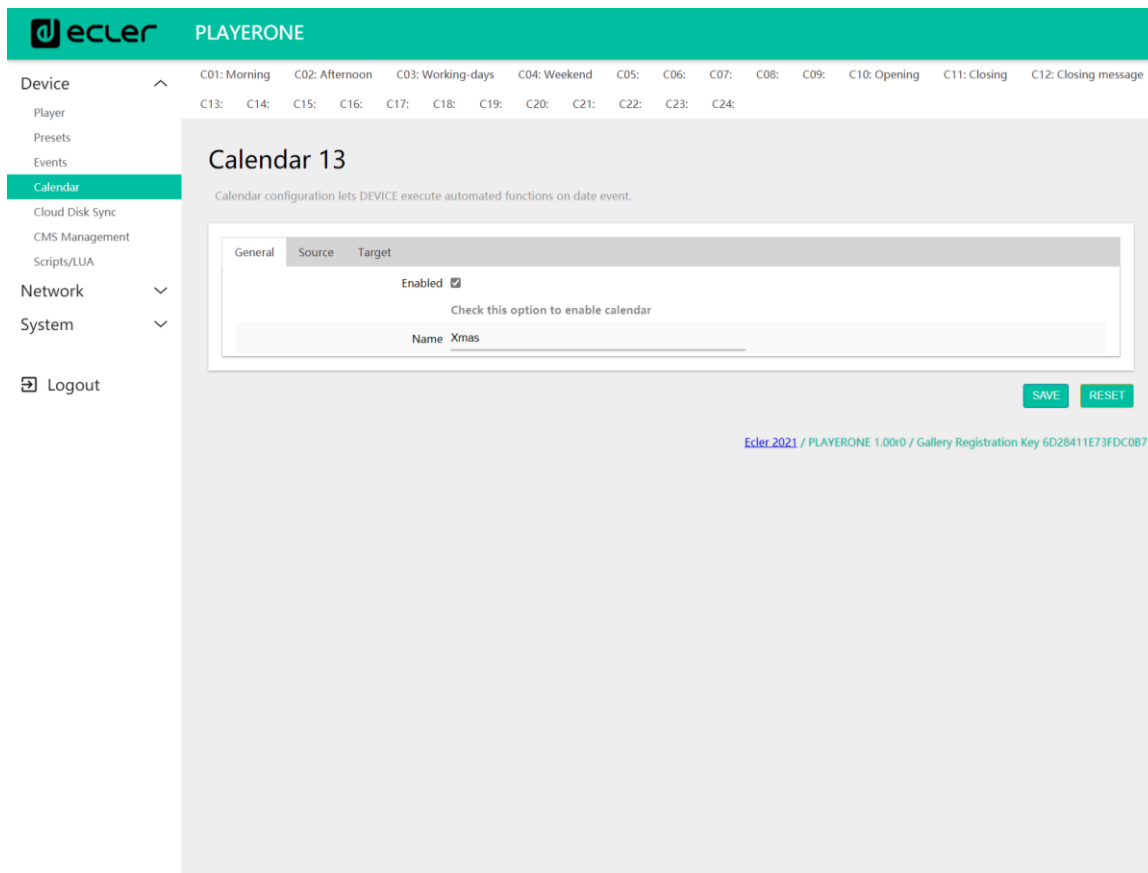 ecler
PLAYERONE
Device
Player
Presets
Events
Calendar
Cloud Disk Sync
CMS Management
Scripts/LUA
Network
System
Logout
C01: Morning C02: Afternoon C03: Working-days C04: Weekend C05: C06: C07: C08: C09: C10: Opening C11: Closing C12: Closing message
C13: C14: C15: C16: C17: C18: C19: C20: C21: C22: C23: C24:
Calendar 13
Calendar configuration lets DEVICE execute automated functions on date event.
General Source Target
Enabled
Check this option to enable calendar
Name Xmas
SAVE RESET
Ecler 2021 / PLAYERONE 1.00r0 / Gallery Registration Key 6D28411E73FDC0B7